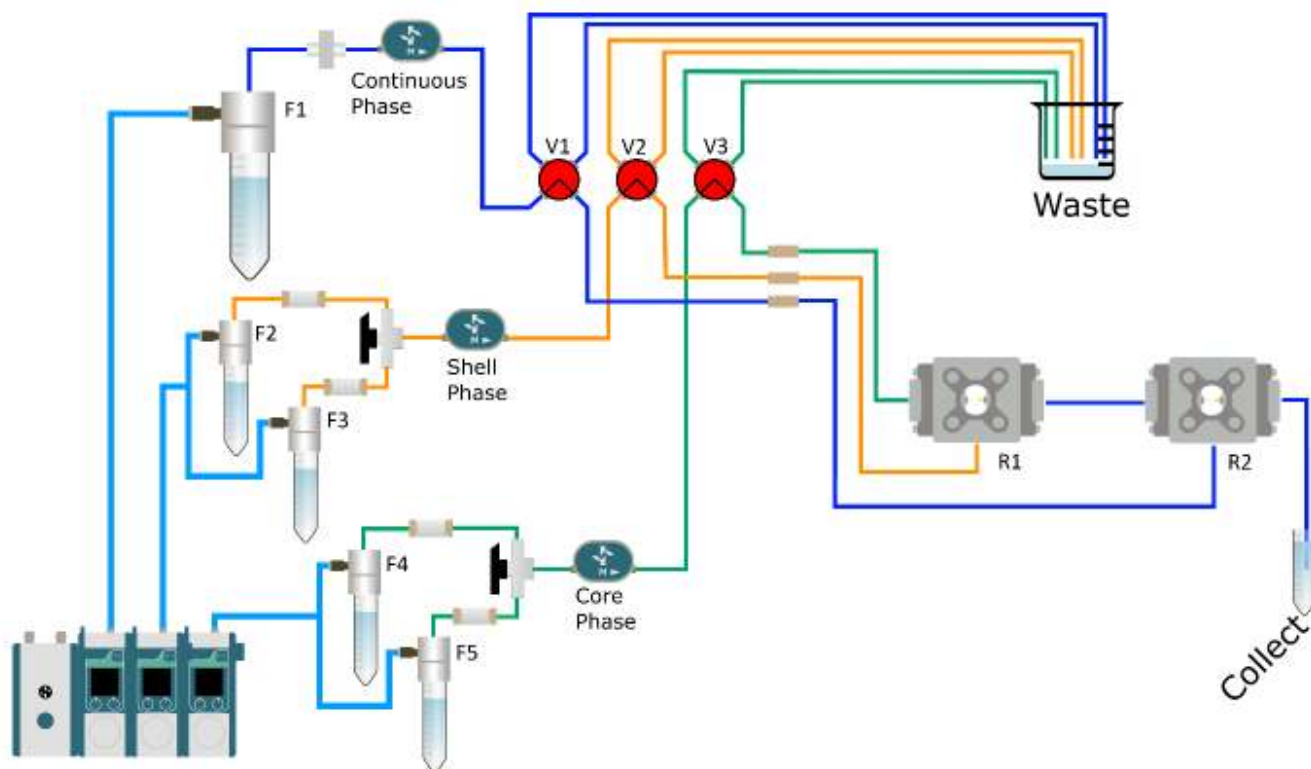 F1
Continuous
Phase
V1
V2
V3
Waste
F2
F3
Shell
Phase
R1
R2
F4
F5
Core
Phase
Collect